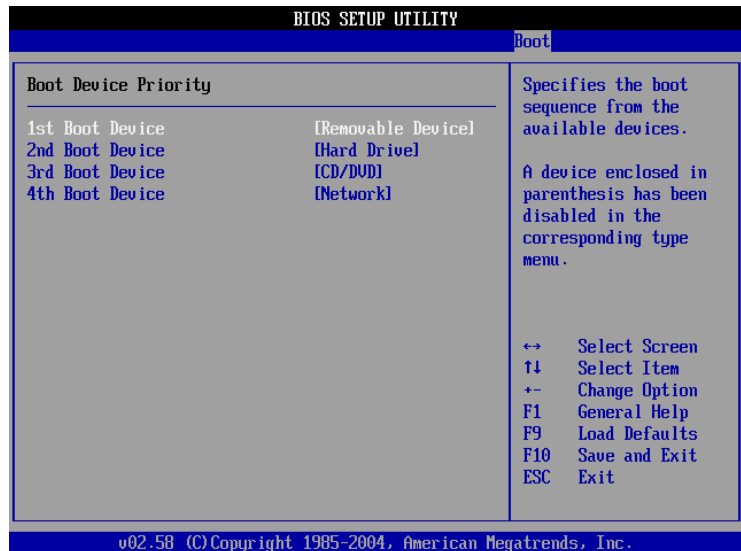 BIOS SETUP UTILITY
Boot
Boot Device Priority
1st Boot Device [Removable Device]
2nd Boot Device [Hard Drive]
3rd Boot Device [CD/DVD]
4th Boot Device [Network]
Specifies the boot
sequence from the
available devices.
A device enclosed in
parenthesis has been
disabled in the
corresponding type
menu.
↔ Select Screen
↑↓ Select Item
+- Change Option
F1 General Help
F9 Load Defaults
F10 Save and Exit
ESC Exit
v02.58 (C)Copyright 1985-2004, American Megatrends, Inc.